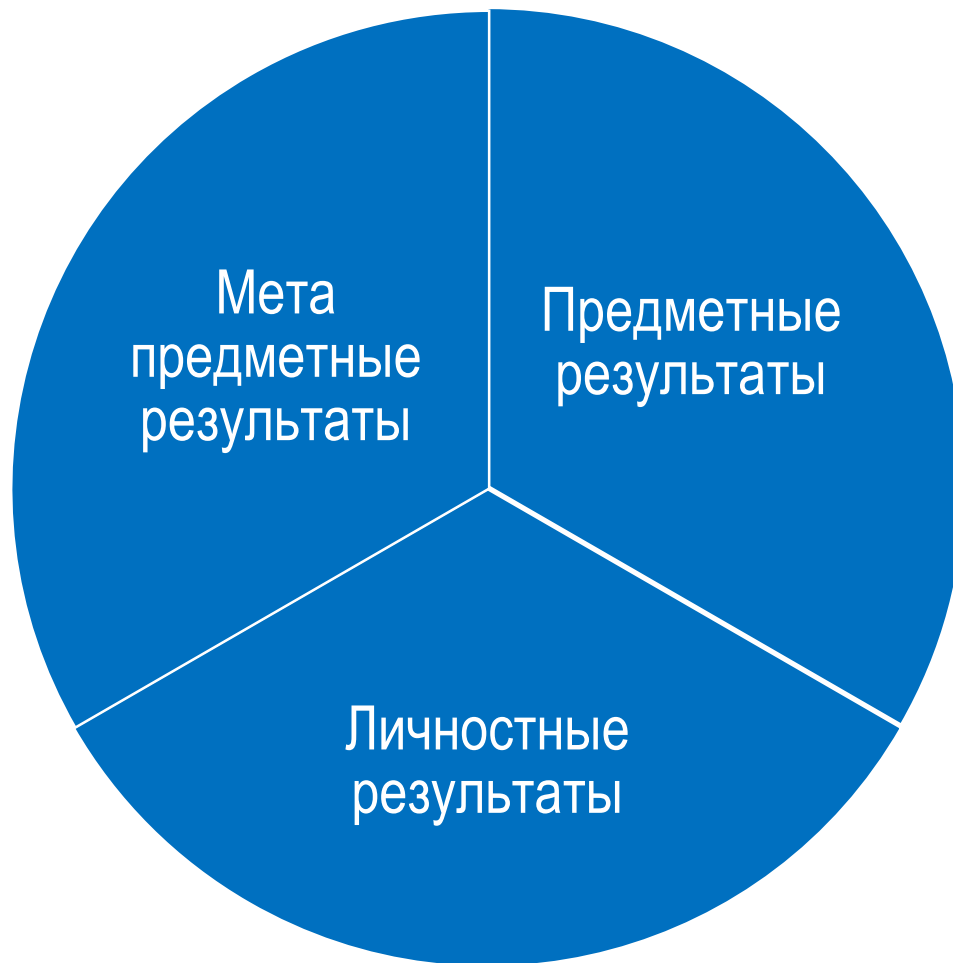 Мета
предметные
результаты
Предметные
результаты
Личностные
результаты